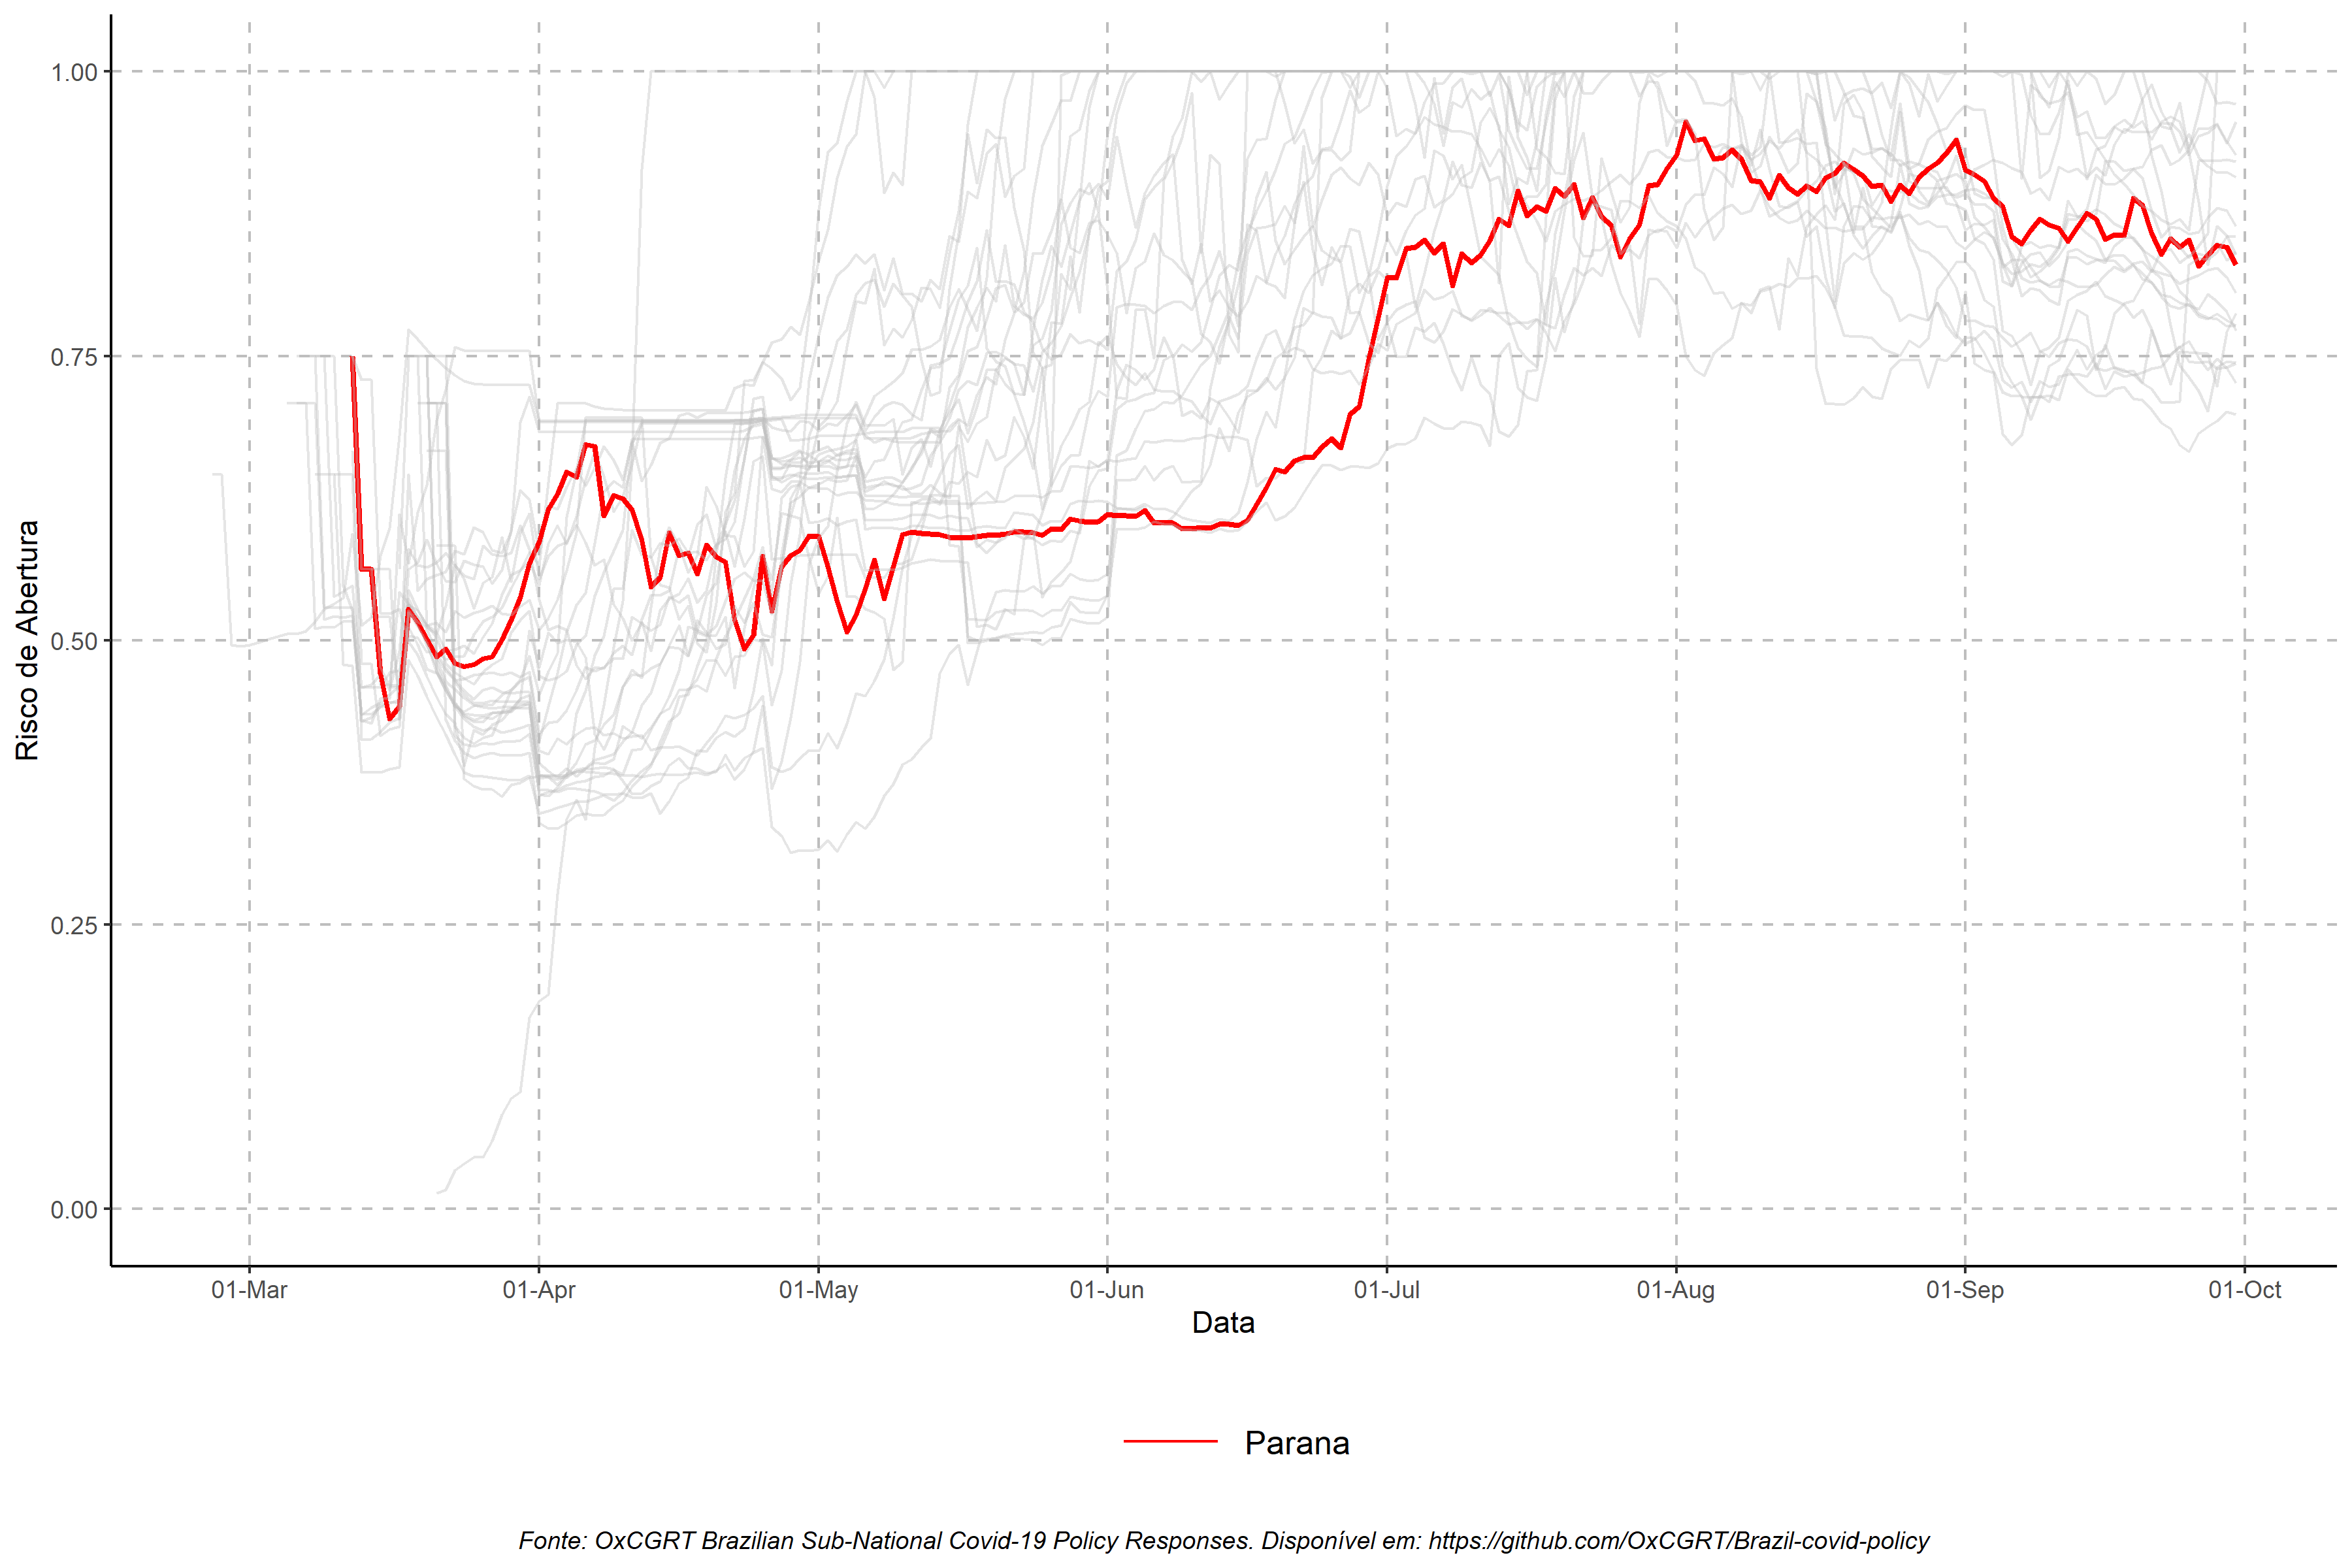 1.00
0.75
0.50
0.25
0.00
Risco de Abertura
01-Mar 01-Apr 01-May 01-Jun 01-Jul 01-Aug 01-Sep 01-Oct
Data
Parana
Fonte: OxCGRT Brazilian Sub-National Covid-19 Policy Responses. Disponível em: https://github.com/OxCGRT/Brazil-covid-policy